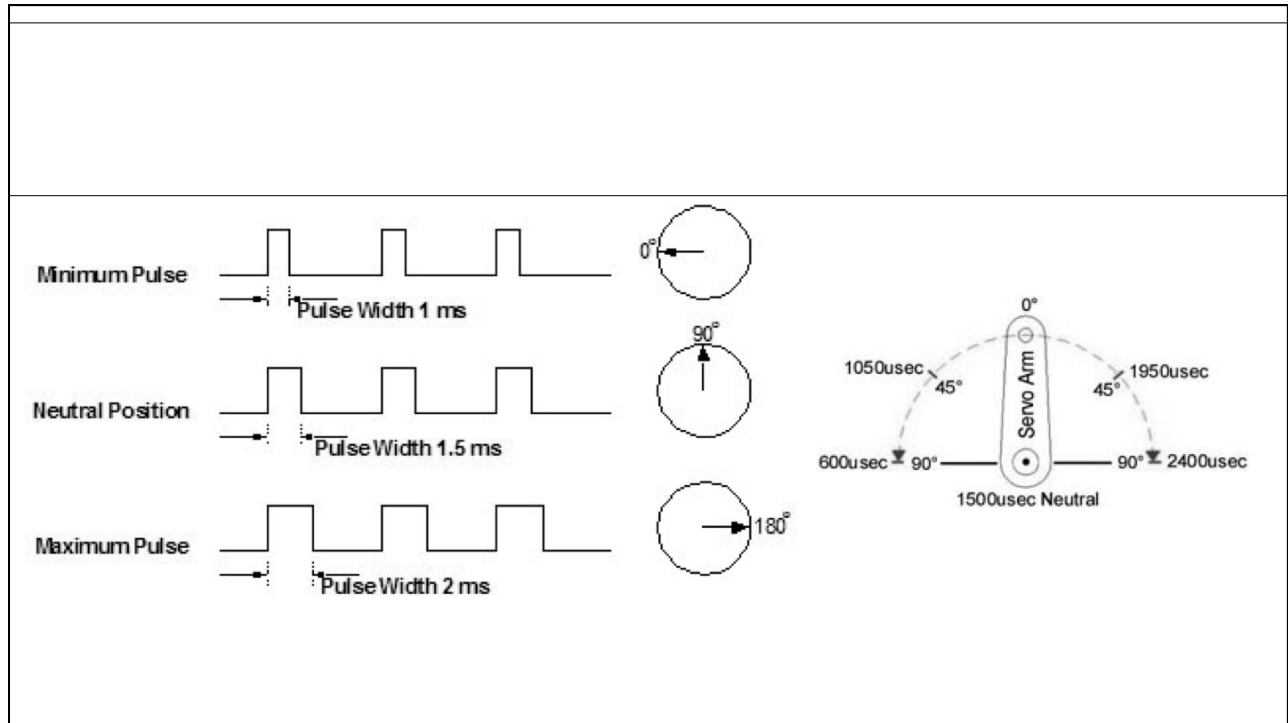 Minimum Pulse
Pulse Width 1 ms
0°
Neutral Position
Pulse Width 1.5 ms
90°
Maximum Pulse
Pulse Width 2 ms
180°
0°
1050usec
45°
Servo Arm
45°
1950usec
600usec
90°
90°
2400usec
1500usec Neutral